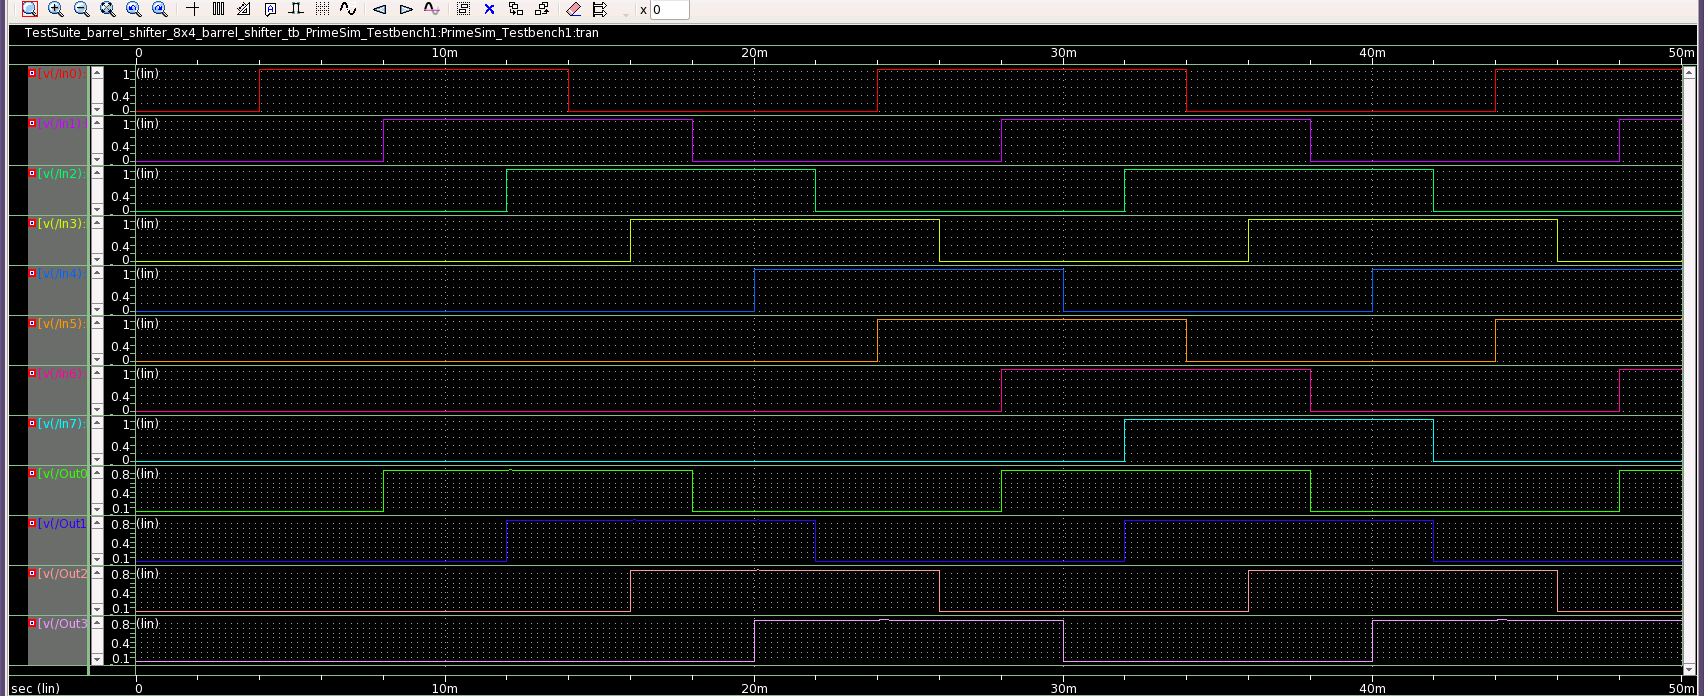 x 0
TestSuite_barrel_shifter_8x4_barrel_shifter_tb_PrimeSim_Testbench1:PrimeSim_Testbench1:tran
0 10m 20m 30m 40m 50m
[v(/In0): 1 (lin)
0.4
0
[v(/In1): 1 (lin)
0.4
0
[v(/In2): 1 (lin)
0.4
0
[v(/In3): 1 (lin)
0.4
0
[v(/In4): 1 (lin)
0.4
0
[v(/In5): 1 (lin)
0.4
0
[v(/In6): 1 (lin)
0.4
0
[v(/In7): 1 (lin)
0.4
0
[v(/Out0 0.8 (lin)
0.4
0.1
[v(/Out1 0.8 (lin)
0.4
0.1
[v(/Out2 0.8 (lin)
0.4
0.1
[v(/Out3 0.8 (lin)
0.4
0.1
sec (lin) 0 10m 20m 30m 40m 50m